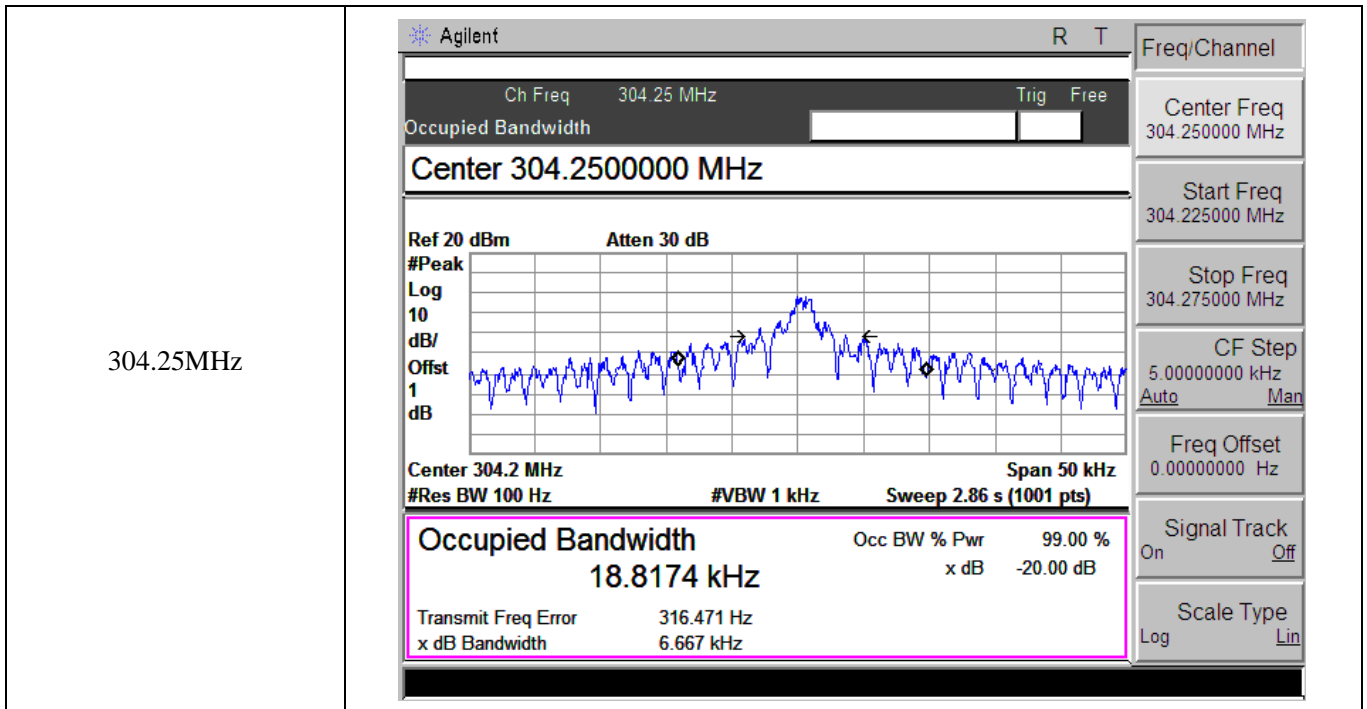 304.25MHz
Agilent R T
Ch Freq 304.25 MHz Trig Free
Occupied Bandwidth
Center 304.2500000 MHz
Ref 20 dBm Atten 30 dB
#Peak
Log
10
dB/
Offst
1
dB
Center 304.2 MHz Span 50 kHz
#Res BW 100 Hz #VBW 1 kHz Sweep 2.86 s (1001 pts)
Occupied Bandwidth Occ BW % Pwr 99.00 %
18.8174 kHz x dB -20.00 dB
Transmit Freq Error 316.471 Hz
x dB Bandwidth 6.667 kHz
Freq/Channel
Center Freq
304.250000 MHz
Start Freq
304.225000 MHz
Stop Freq
304.275000 MHz
CF Step
5.00000000 kHz
Auto Man
Freq Offset
0.00000000 Hz
Signal Track
On Off
Scale Type
Log Lin